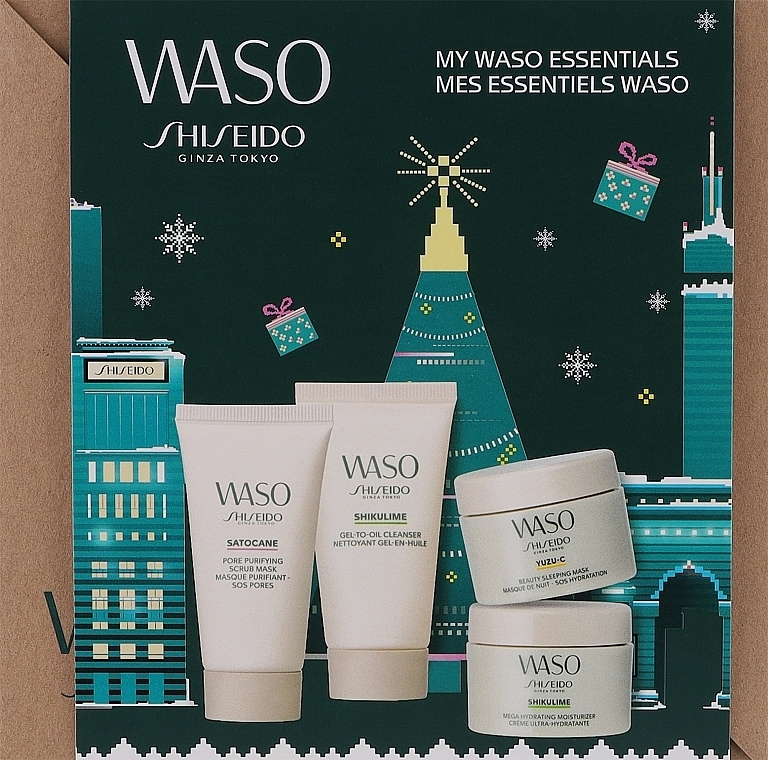 WASO
SHISEIDO
GINZA TOKYO
MY WASO ESSENTIALS
MES ESSENTIELS WASO
SHISEIDO
WASO
SHISEIDO
GINZA TOKYO
SATOCANE
PORE PURIFYING
SCRUB MASK
MASQUE PURIFIANT -
SOS PORES
WASO
SHISEIDO
GINZA TOKYO
SHIKULIME
GEL-TO-OIL CLEANSER
NETTOYANT GEL-EN-HUILE
WASO
SHISEIDO
GINZA TOKYO
YUZU-C
BEAUTY SLEEPING MASK
MASQUE DE NUIT - SOS HYDRATATION
WASO
SHISEIDO
GINZA TOKYO
SHIKULIME
MEGA HYDRATING MOISTURIZER
CRÈME ULTRA-HYDRATANTE